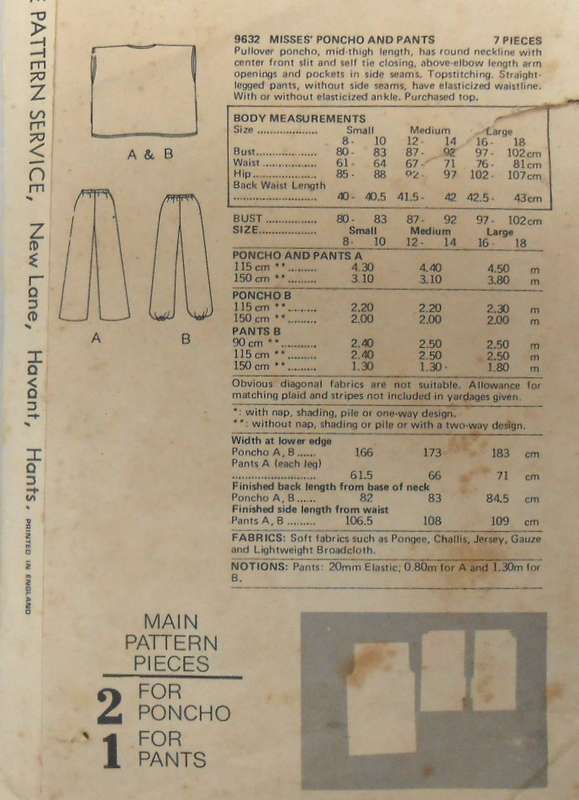 E PATTERN SERVICE, New Lane, Havant, Hants, PRINTED IN ENGLAND
A & B
A
B
9632 MISSES' PONCHO AND PANTS 7 PIECES
Pullover poncho, mid-thigh length, has round neckline with
center front slit and self tie closing, above-elbow length arm
openings and pockets in side seams. Topstitching. Straight-
legged pants, without side seams, have elasticized waistline.
With or without elasticized ankle. Purchased top.
BODY MEASUREMENTS
Size ................... Small Medium Large
8 - 10 12 - 14 16 - 18
Bust................... 80 - 83 87 - 92 97 - 102cm
Waist ................. 61 - 64 67 - 71 76 - 81cm
Hip .................... 85 - 88 92 - 97 102 - 107cm
Back Waist Length
.......................... 40 - 40.5 41.5 - 42 42.5 - 43cm
BUST .................. 80 - 83 87 - 92 97 - 102cm
SIZE................... Small Medium Large
8 - 10 12 - 14 16 - 18
PONCHO AND PANTS A
115 cm ** ......... 4.30 4.40 4.50 m
150 cm ** ......... 3.10 3.10 3.80 m
PONCHO B
115 cm ** ......... 2.20 2.20 2.30 m
150 cm ** ......... 2.00 2.00 2.00 m
PANTS B
90 cm ** .......... 2.40 2.50 2.50 m
115 cm ** ......... 2.40 2.50 2.50 m
150 cm ** ......... 1.30 1.30 1.80 m
Obvious diagonal fabrics are not suitable. Allowance for
matching plaid and stripes not included in yardages given.
*: with nap, shading, pile or one-way design.
**: without nap, shading or pile or with a two-way design.
Width at lower edge
Poncho A, B ...... 166 173 183 cm
Pants A (each leg)
.......................... 61.5 66 71 cm
Finished back length from base of neck
Poncho A, B...... 82 83 84.5 cm
Finished side length from waist
Pants A, B ......... 106.5 108 109 cm
FABRICS: Soft fabrics such as Pongee, Challis, Jersey, Gauze
and Lightweight Broadcloth.
NOTIONS: Pants: 20mm Elastic; 0.80m for A and 1.30m for
B.
MAIN
PATTERN
PIECES
2 FOR
PONCHO
1 FOR
PANTS